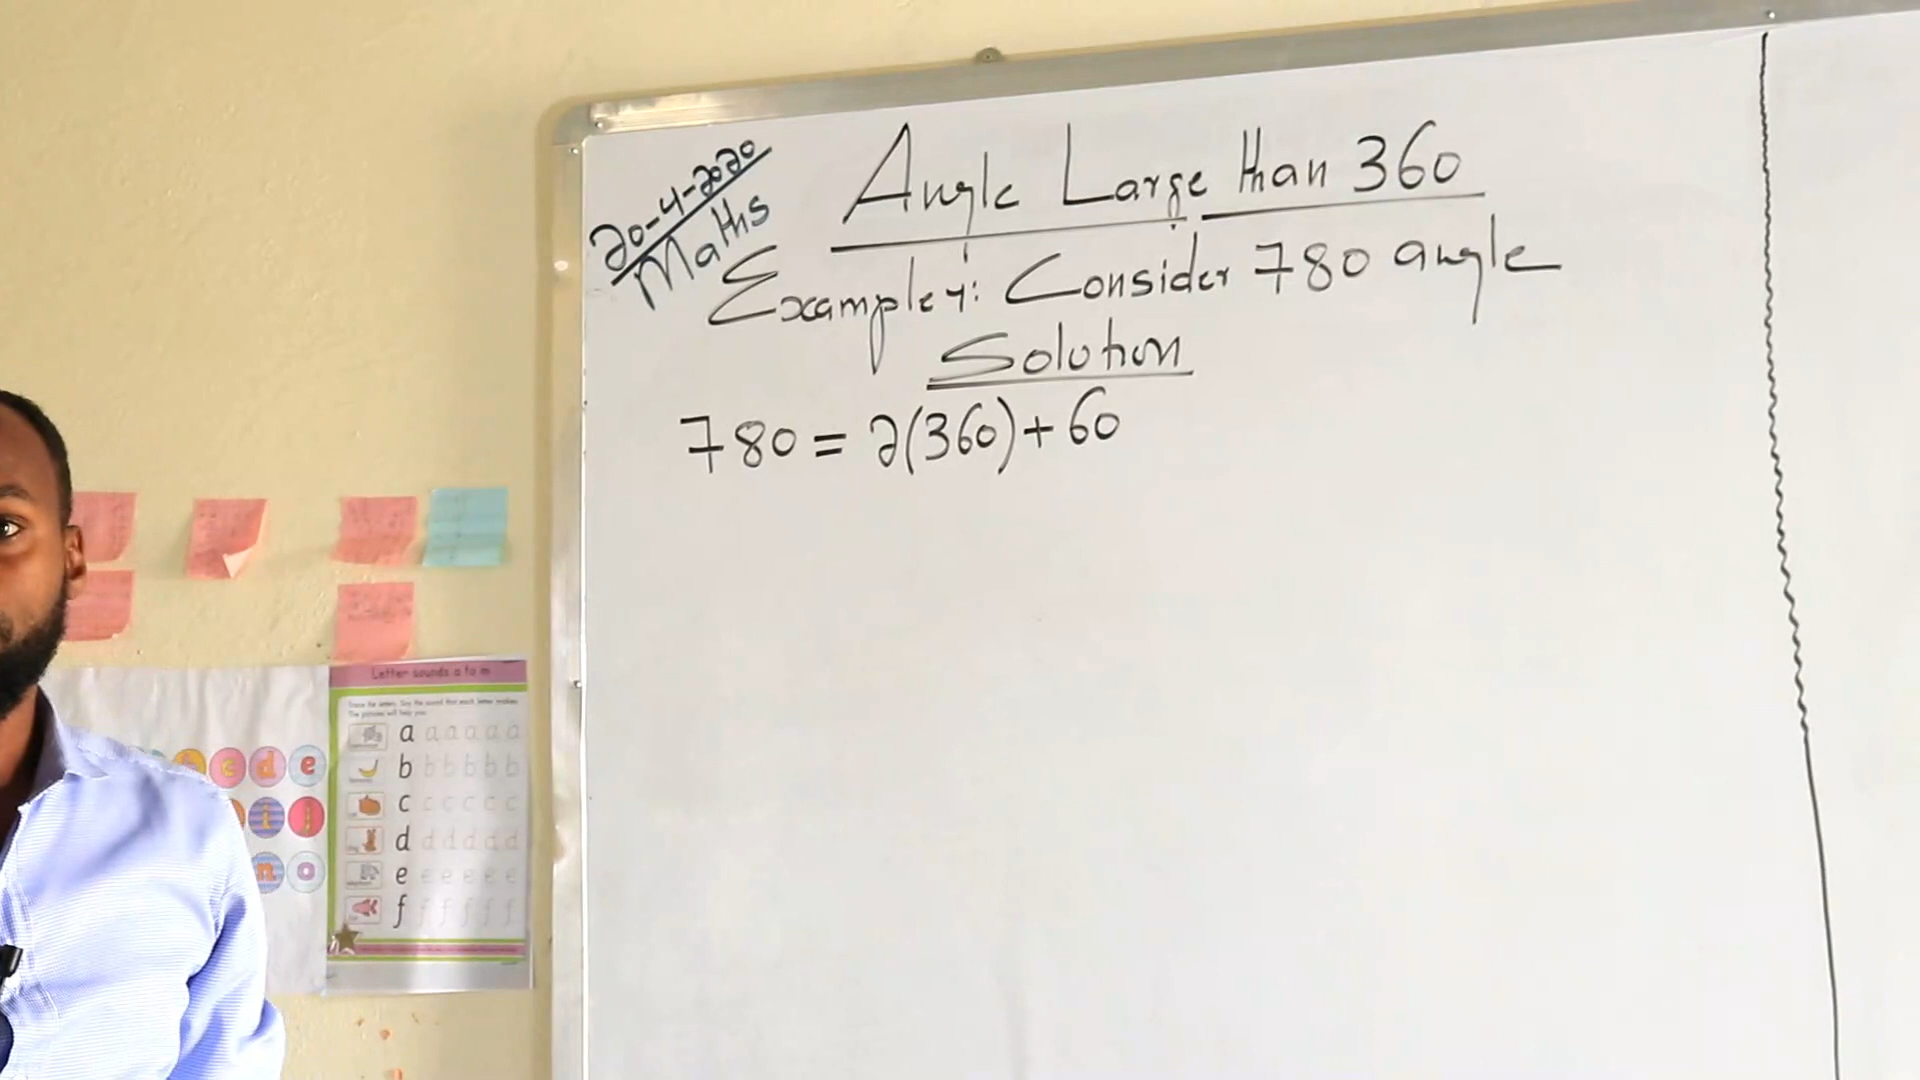 20-4-2020
Maths
Angle Large than 360
Example 1: Consider 780 angle
Solution
780 = 2(360) + 60
Letter sounds a to m
Trace the letters. Say the sound that each letter makes.
The pictures will help you.
a a a a a a
b b b b b b
c c c c c c
d d d d d d
e e e e e e
f f f f f f
c d e
i j
n o